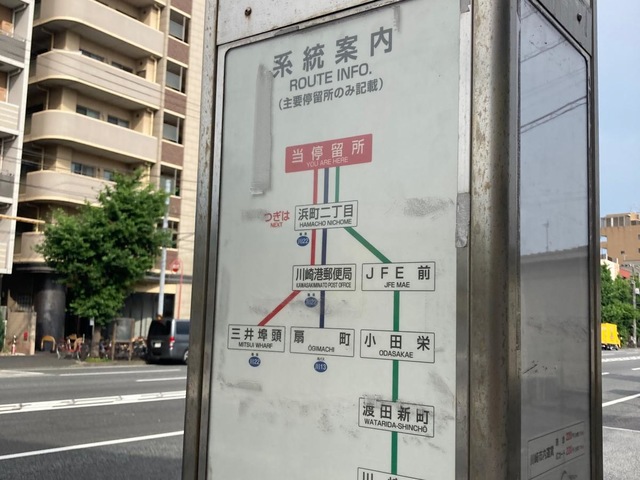 系統案内
ROUTE INFO.
(主要停留所のみ記載)
当停留所
YOU ARE HERE
つぎは
NEXT
浜町二丁目
HAMACHO NICHOME
川崎港郵便局
KAWASAKIMINATO POST OFFICE
JFE前
JFE MAE
三井埠頭
MITSUI WHARF
扇町
ŌGIMACHI
小田栄
ODASAKAE
渡田新町
WATARIDA-SHINCHŌ